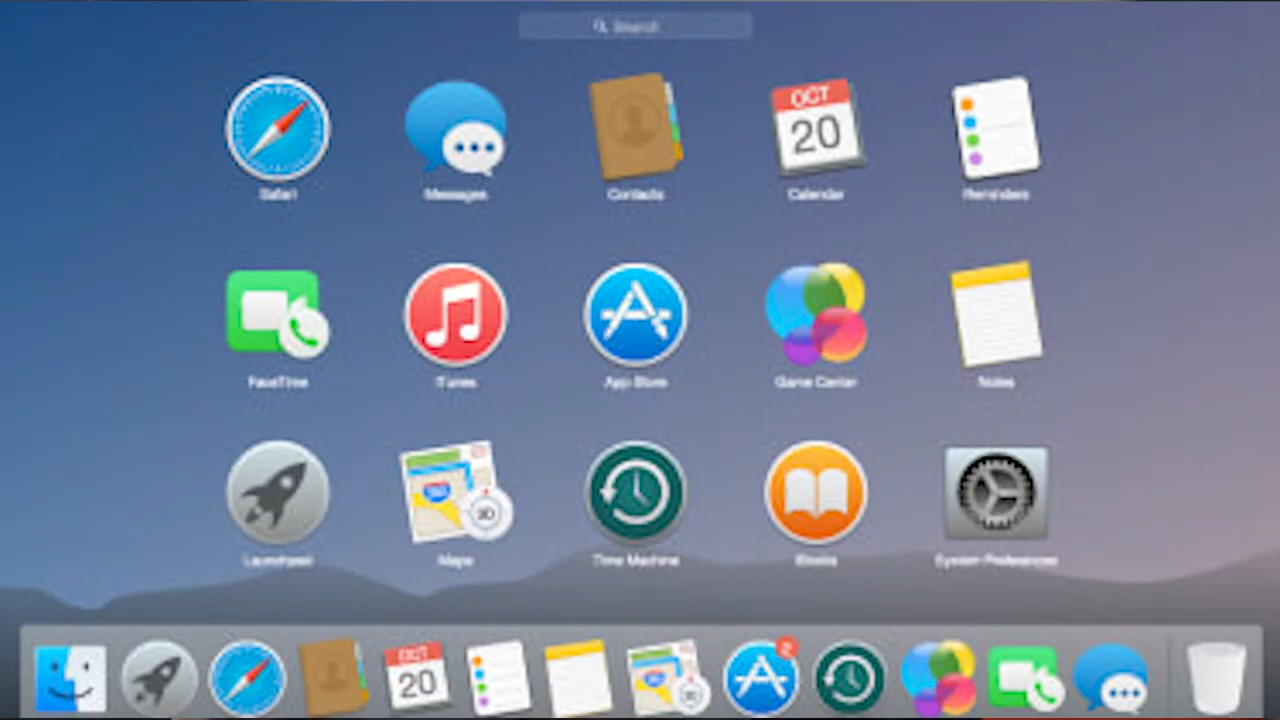 Search
Safari
Messages
Contacts
OCT
20
Calendar
Reminders
FaceTime
iTunes
App Store
Game Center
Notes
Launchpad
3D
Maps
Time Machine
iBooks
System Preferences
OCT
20
2